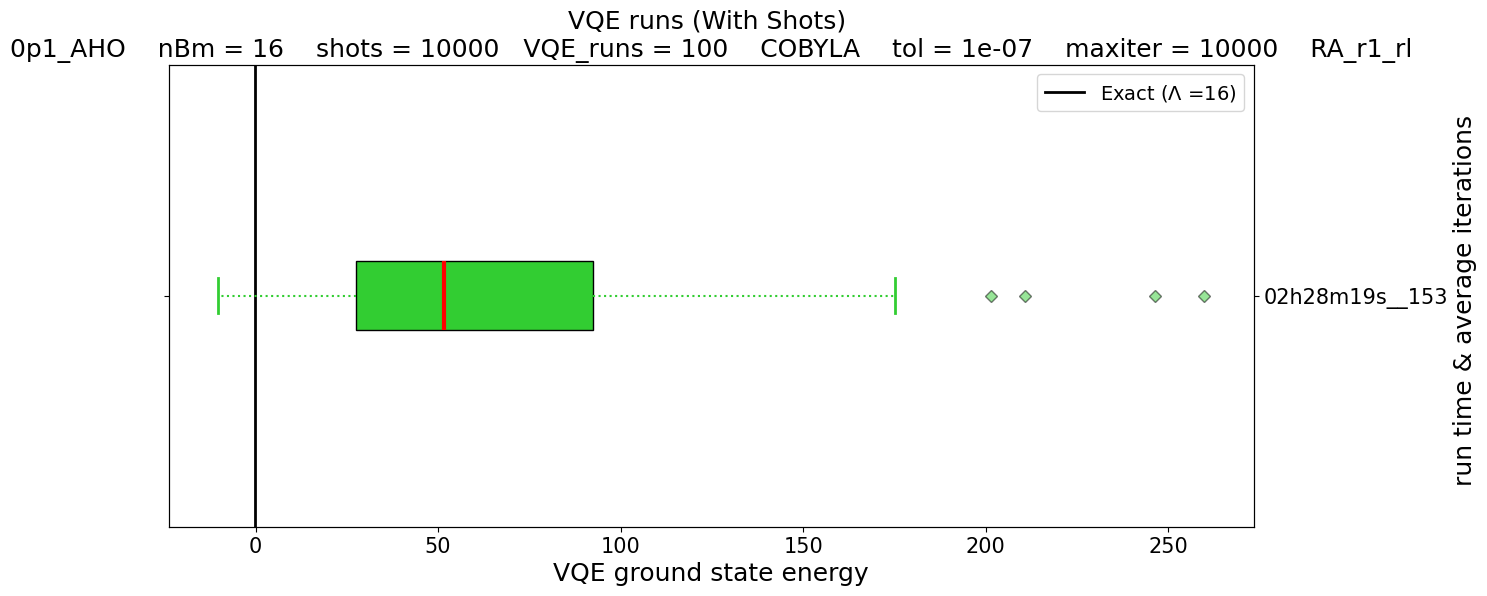 VQE runs (With Shots)
0p1_AHO nBm = 16 shots = 10000 VQE_runs = 100 COBYLA tol = 1e-07 maxiter = 10000 RA_r1_rl
Exact (Λ =16)
02h28m19s__153
run time & average iterations
0 50 100 150 200 250
VQE ground state energy